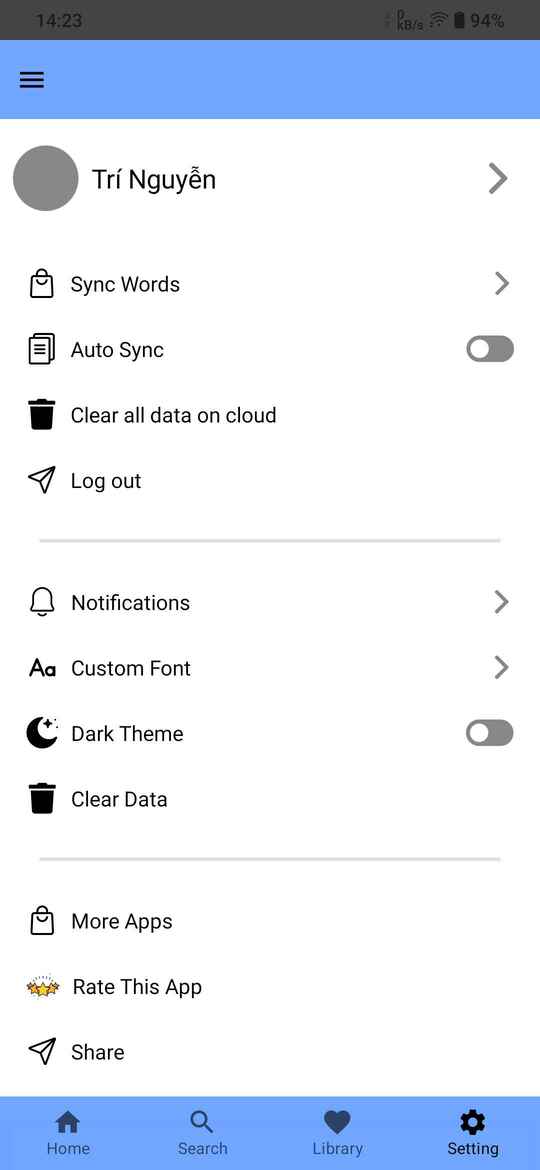 14:23
0
kB/s
94%
Trí Nguyễn
Sync Words
Auto Sync
Clear all data on cloud
Log out
Notifications
Aa Custom Font
Dark Theme
Clear Data
More Apps
Rate This App
Share
Home Search Library Setting